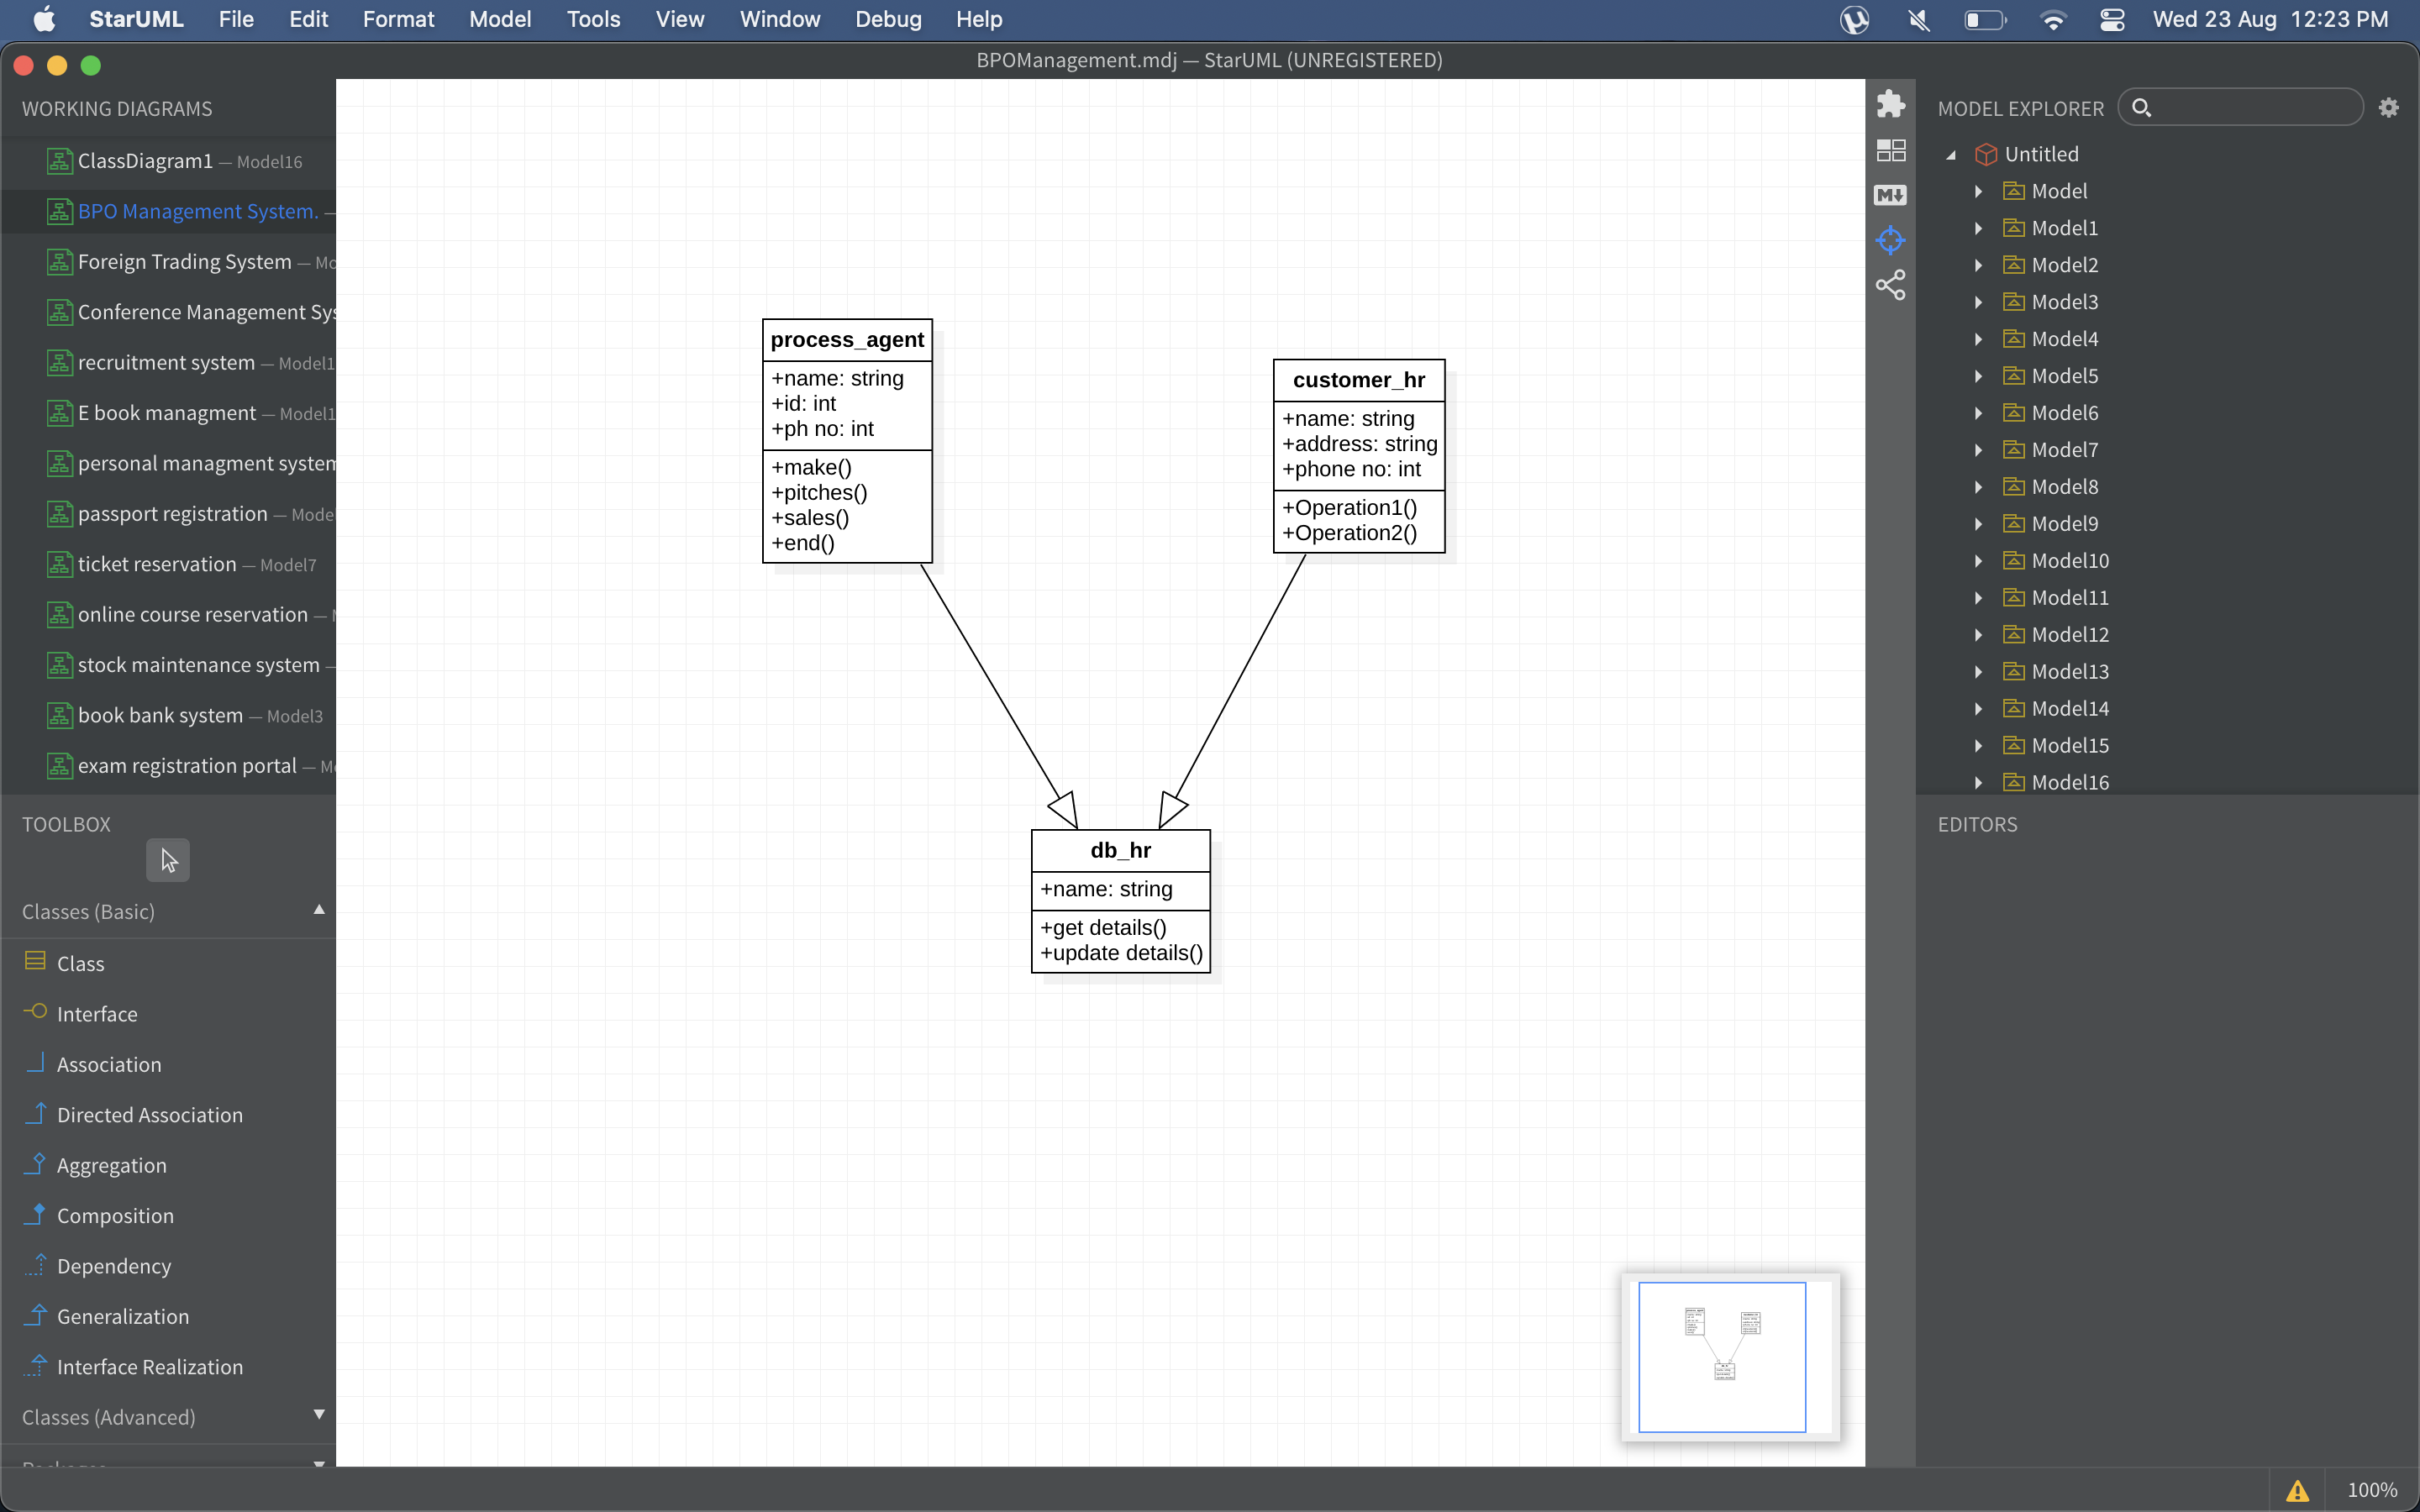 StarUML File Edit Format Model Tools View Window Debug Help Wed 23 Aug 12:23 PM
BPOManagement.mdj — StarUML (UNREGISTERED)
WORKING DIAGRAMS
ClassDiagram1 — Model16
BPO Management System. —
Foreign Trading System — Mo
Conference Management Sys
recruitment system — Model1
E book managment — Model1
personal managment system
passport registration — Mode
ticket reservation — Model7
online course reservation —
stock maintenance system —
book bank system — Model3
exam registration portal — Mo
TOOLBOX
Classes (Basic)
Class
Interface
Association
Directed Association
Aggregation
Composition
Dependency
Generalization
Interface Realization
Classes (Advanced)
process_agent
+name: string
+id: int
+ph no: int
+make()
+pitches()
+sales()
+end()
customer_hr
+name: string
+address: string
+phone no: int
+Operation1()
+Operation2()
db_hr
+name: string
+get details()
+update details()
MODEL EXPLORER
Untitled
Model
Model1
Model2
Model3
Model4
Model5
Model6
Model7
Model8
Model9
Model10
Model11
Model12
Model13
Model14
Model15
Model16
EDITORS
100%